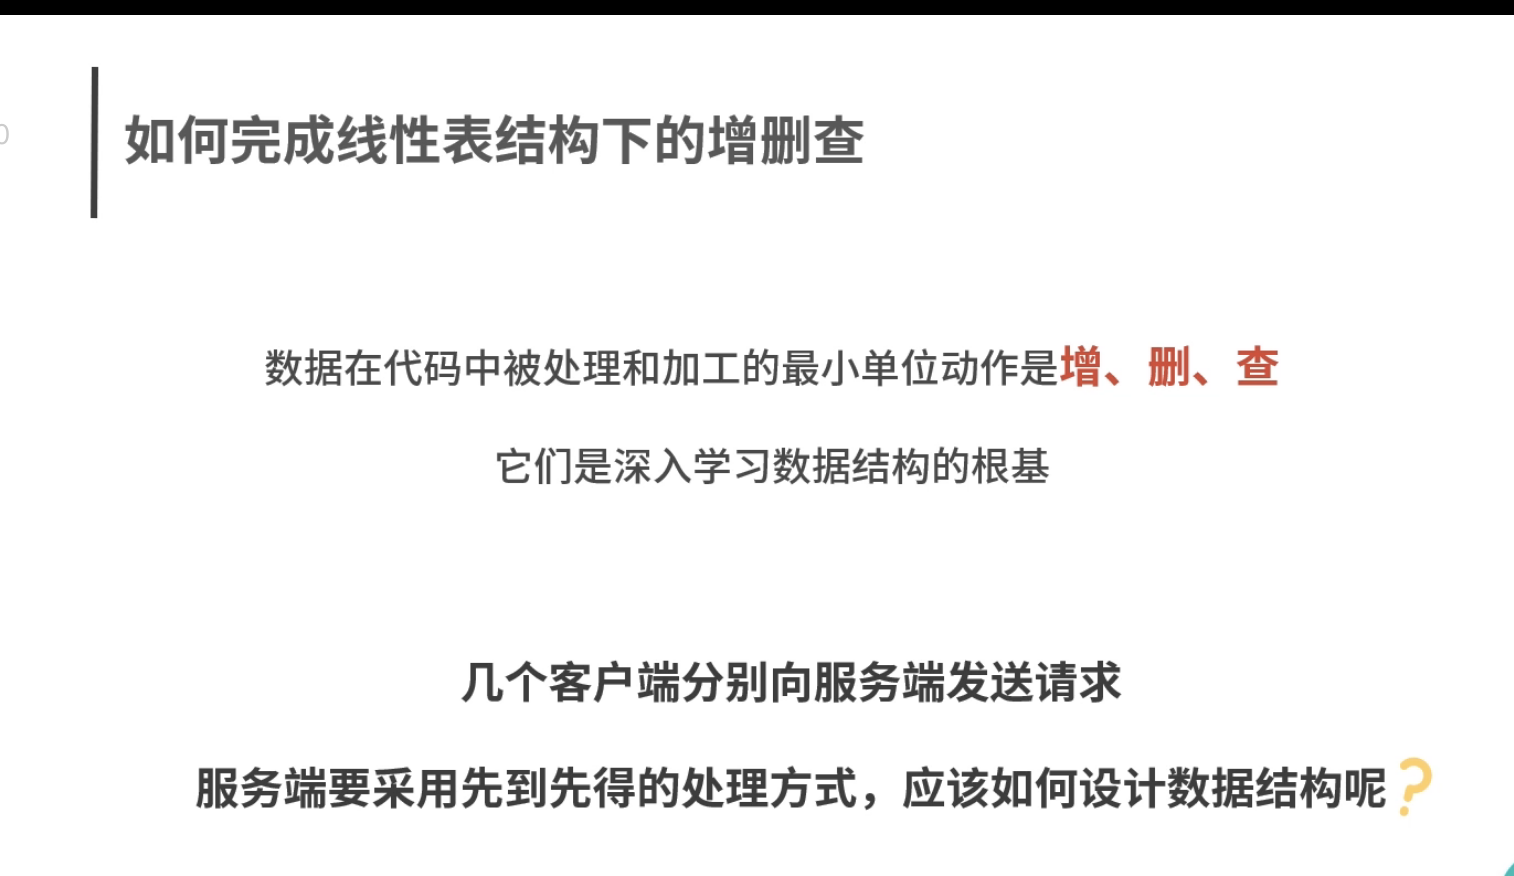 如何完成线性表结构下的增删查
数据在代码中被处理和加工的最小单位动作是增、删、查
它们是深入学习数据结构的根基
几个客户端分别向服务端发送请求
服务端要采用先到先得的处理方式，应该如何设计数据结构呢？